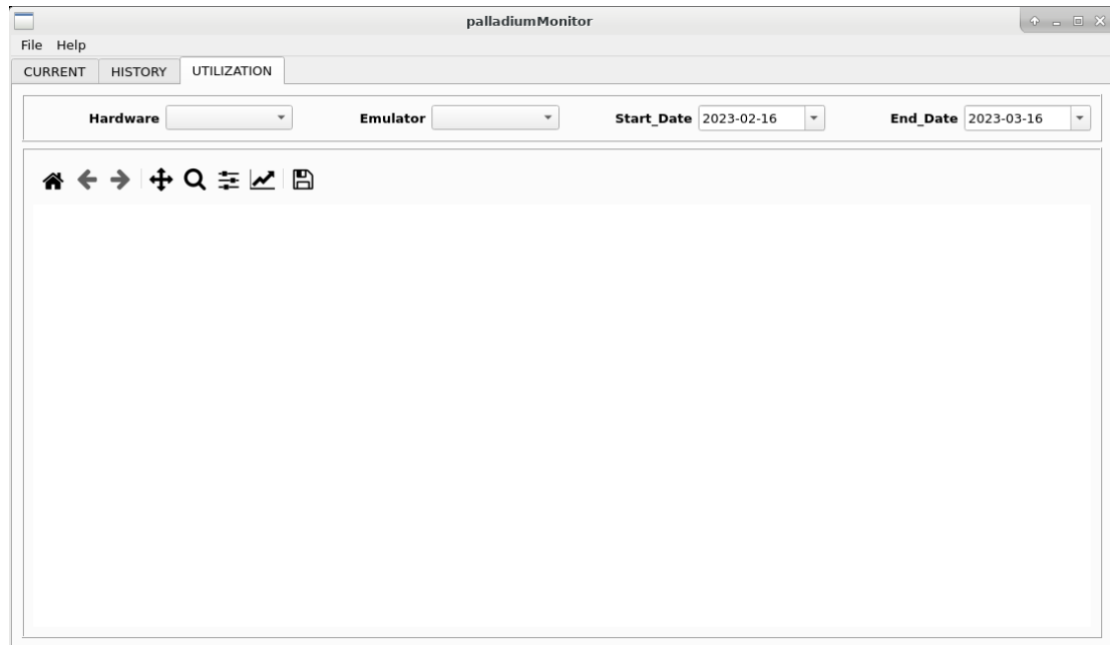 palladiumMonitor
File Help
CURRENT HISTORY UTILIZATION
Hardware Emulator Start_Date 2023-02-16 End_Date 2023-03-16